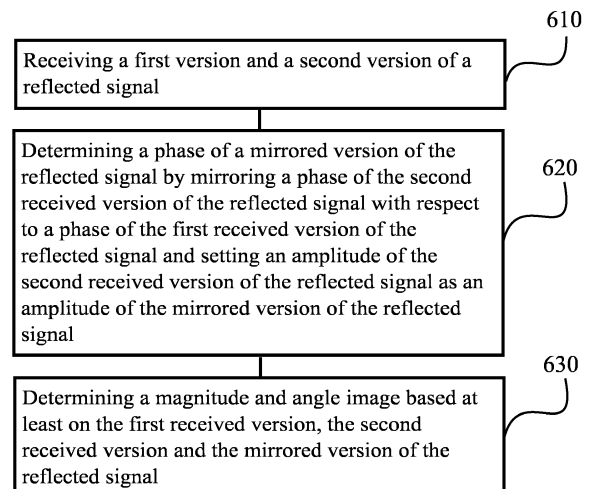 610
Receiving a first version and a second version of a
reflected signal
Determining a phase of a mirrored version of the
reflected signal by mirroring a phase of the second
received version of the reflected signal with respect
to a phase of the first received version of the
reflected signal and setting an amplitude of the
second received version of the reflected signal as an
amplitude of the mirrored version of the reflected
signal
620
630
Determining a magnitude and angle image based at
least on the first received version, the second
received version and the mirrored version of the
reflected signal